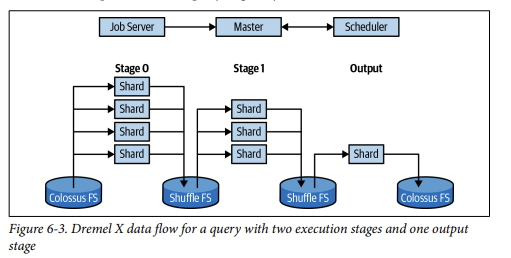 Job Server
Master
Scheduler
Stage 0
Stage 1
Output
Shard
Shard
Shard
Shard
Shard
Shard
Shard
Shard
Colossus FS
Shuffle FS
Shuffle FS
Colossus FS
Figure 6-3. Dremel X data flow for a query with two execution stages and one output
stage